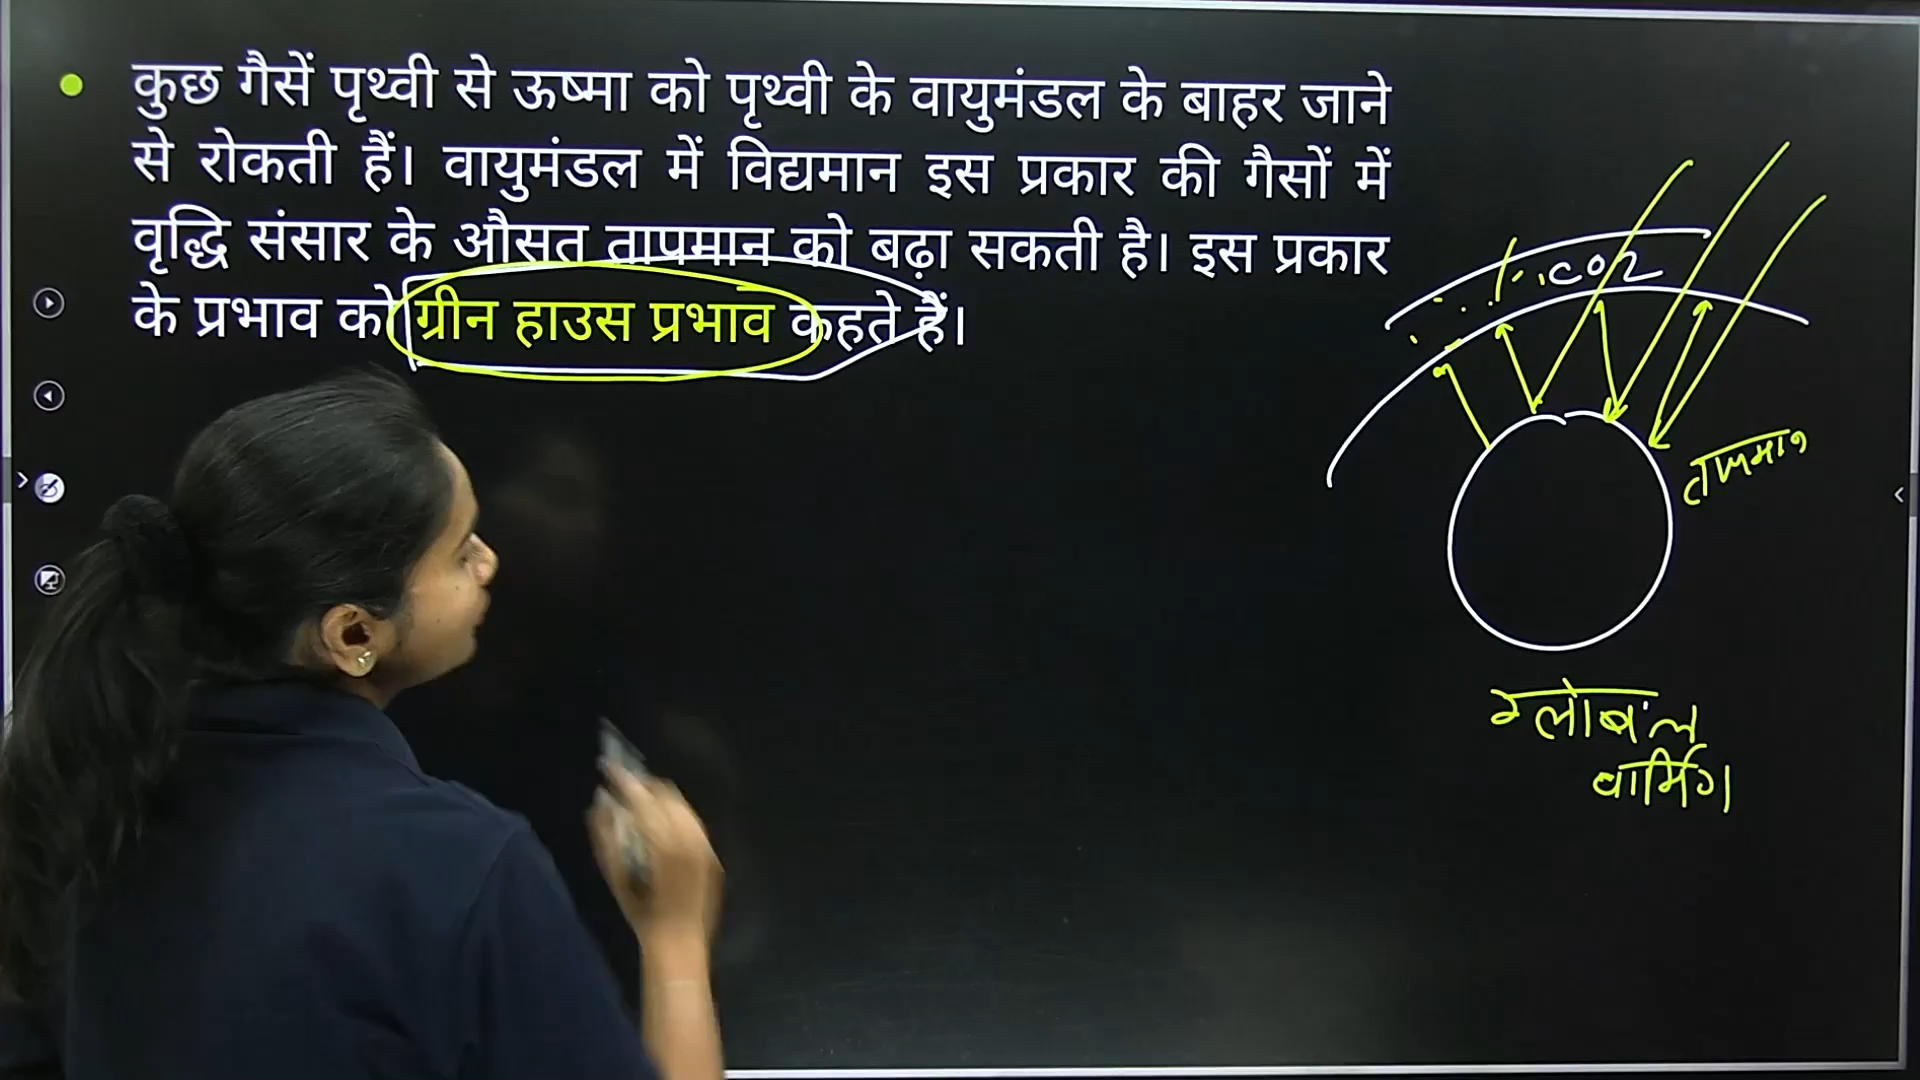 कुछ गैसें पृथ्वी से ऊष्मा को पृथ्वी के वायुमंडल के बाहर जाने
से रोकती हैं। वायुमंडल में विद्यमान इस प्रकार की गैसों में
वृद्धि संसार के औसत तापमान को बढ़ा सकती है। इस प्रकार
के प्रभाव को ग्रीन हाउस प्रभाव कहते हैं।
CO2
तापमान
ग्लोबल
वार्मिंग